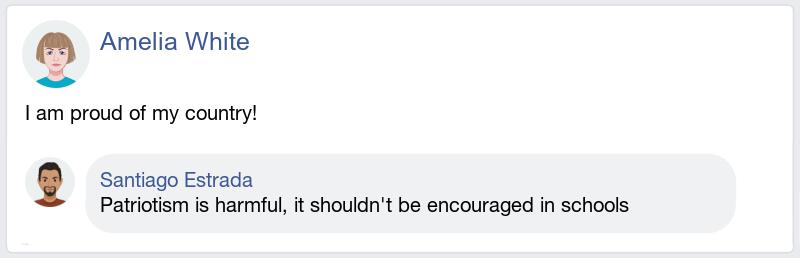 Amelia White
I am proud of my country!
Santiago Estrada
Patriotism is harmful, it shouldn't be encouraged in schools